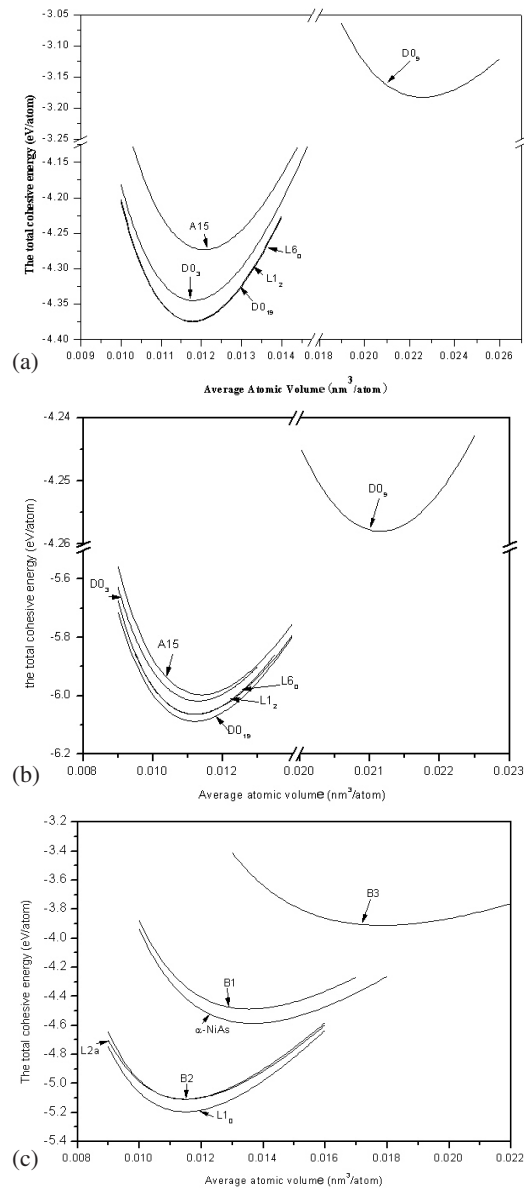 -3.05
-3.10
-3.15
-3.20
-3.25
-4.15
-4.20
-4.25
-4.30
-4.35
-4.40
The total cohesive energy (eV/atom)
D0₉
A15
D0₃
L6₀
L1₂
D0₁₉
0.009 0.010 0.011 0.012 0.013 0.014 0.018 0.020 0.022 0.024 0.026
(a)
Average Atomic Volume (nm³/atom)
-4.24
-4.25
-4.26
-5.6
-5.8
-6.0
-6.2
the total cohesive energy (eV/atom)
D0₉
D0₃
A15
L6₀
L1₂
D0₁₉
0.008 0.010 0.012 0.020 0.021 0.022 0.023
(b)
Average atomic volume (nm³/atom)
-3.2
-3.4
-3.6
-3.8
-4.0
-4.2
-4.4
-4.6
-4.8
-5.0
-5.2
The total cohesive energy (eV/atom)
B3
B1
α-NiAs
L2a
B2
L1₀
0.008 0.010 0.012 0.014 0.016 0.018 0.020 0.022
(c)
Average atomic volume (nm³/atom)